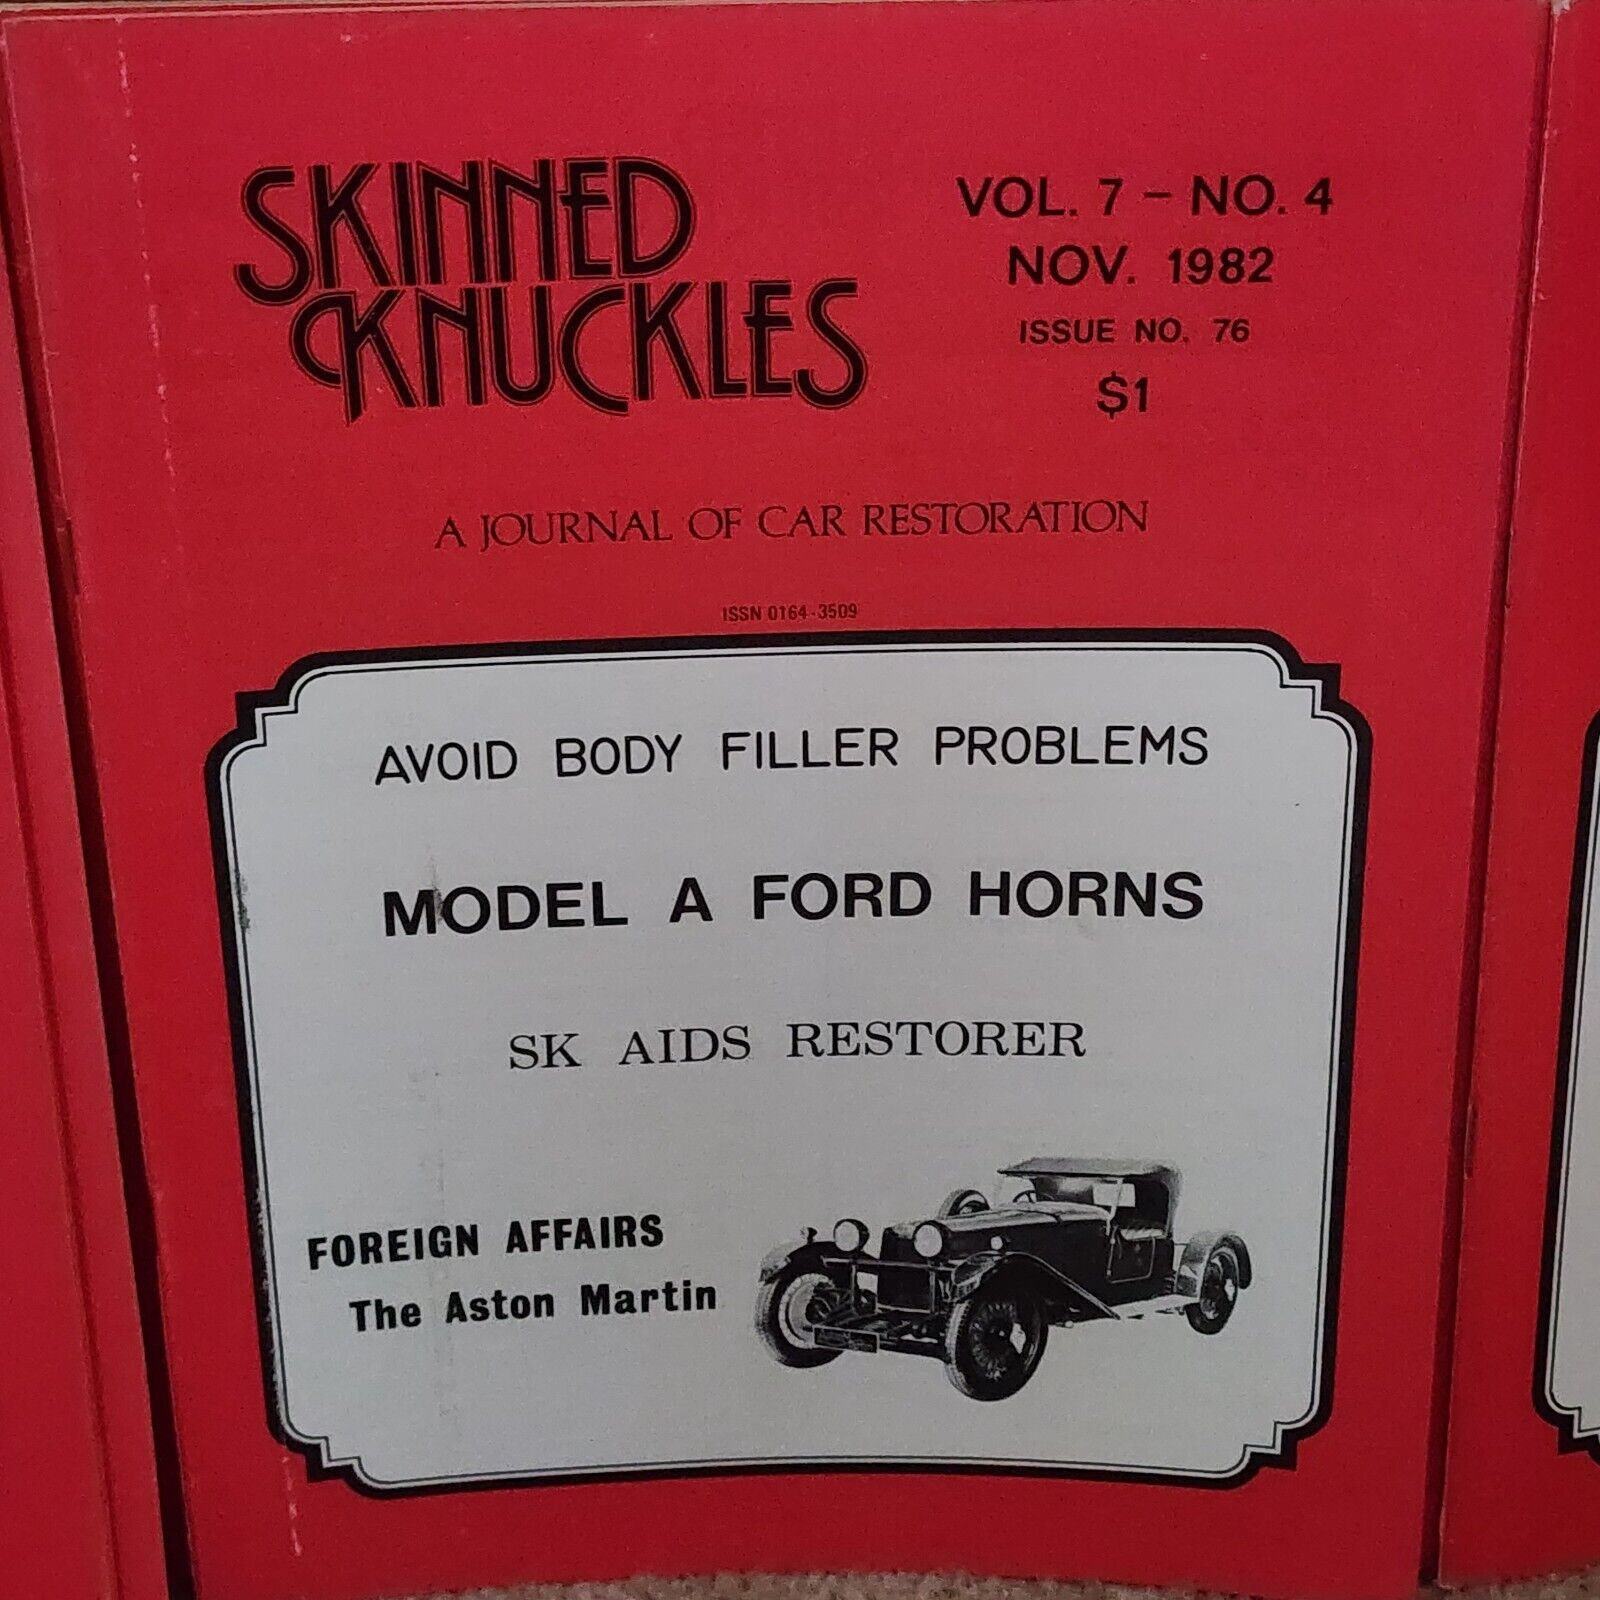 SKINNED
KNUCKLES
VOL. 7 – NO. 4
NOV. 1982
ISSUE NO. 76
$1
A JOURNAL OF CAR RESTORATION
ISSN 0164-3509
AVOID BODY FILLER PROBLEMS
MODEL A FORD HORNS
SK AIDS RESTORER
FOREIGN AFFAIRS
The Aston Martin